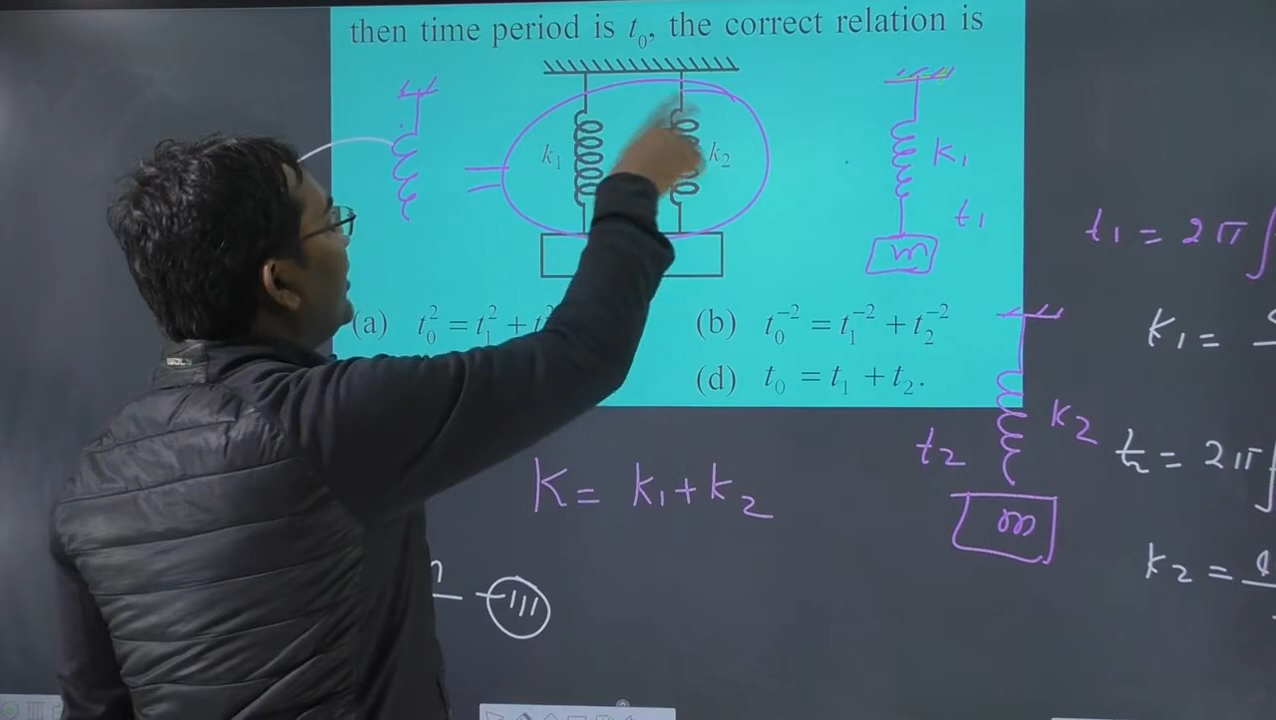 then time period is t₀, the correct relation is
k₁
k₂
K₁
t₁
m
(a) t₀² = t₁² + t
(b) t₀⁻² = t₁⁻² + t₂⁻²
(d) t₀ = t₁ + t₂.
t₁ = 2π
K₁ =
K₂
t₂
m
t₂ = 2π
K₂ =
K = k₁ + k₂